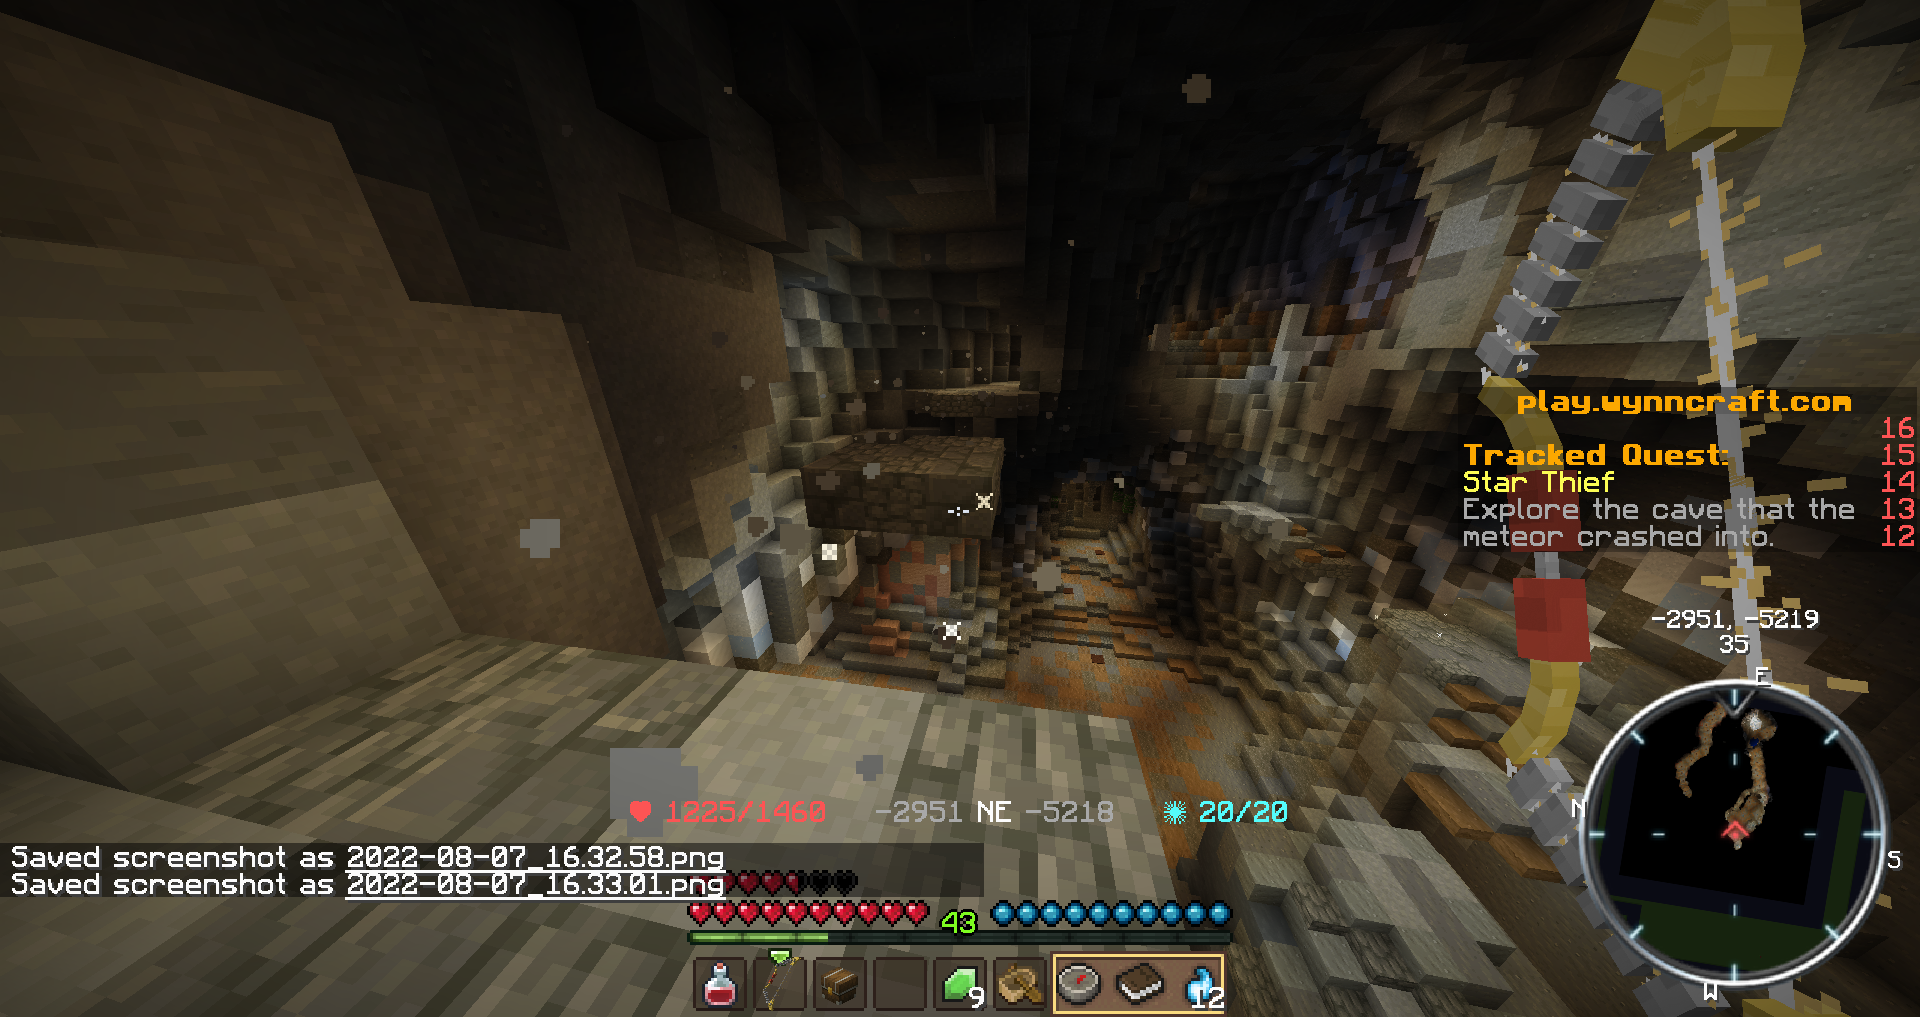 play.wynncraft.com
16
Tracked Quest: 15
Star Thief 14
Explore the cave that the 13
meteor crashed into. 12
-2951, -5219
35
E
N
S
W
1225/1460 -2951 NE -5218 20/20
Saved screenshot as 2022-08-07_16.32.58.png
Saved screenshot as 2022-08-07_16.33.01.png
43
9
12